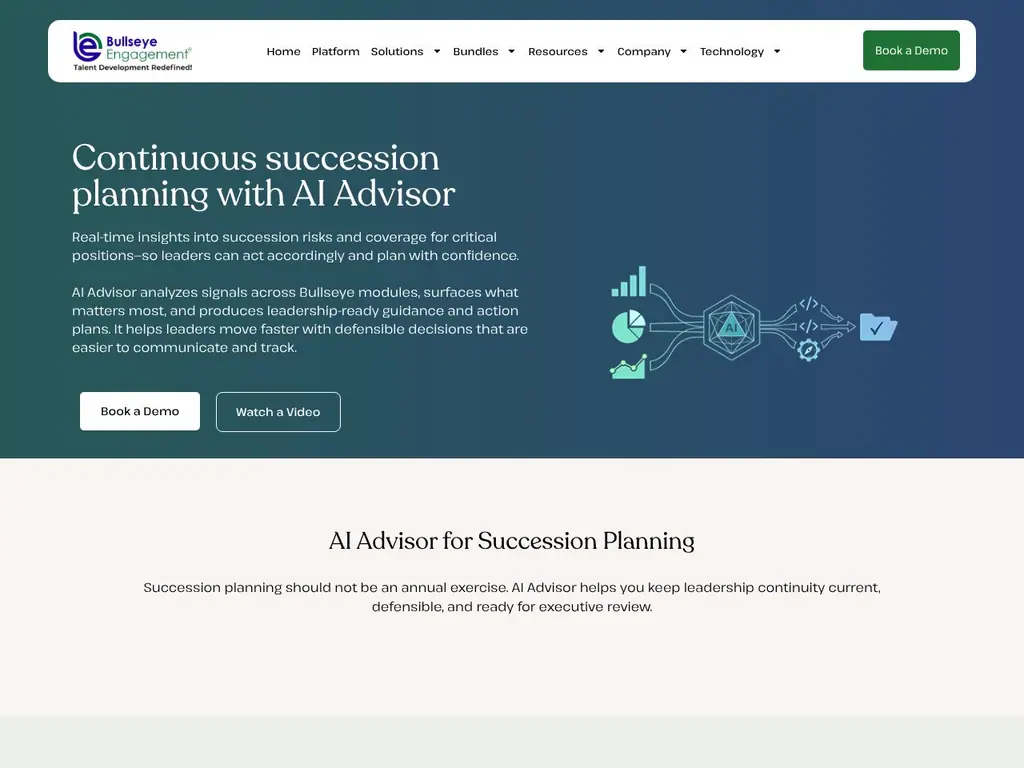 Bullseye
Engagement®
Talent Development Redefined!
Home Platform Solutions Bundles Resources Company Technology
Book a Demo
Continuous succession
planning with AI Advisor
Real-time insights into succession risks and coverage for critical
positions—so leaders can act accordingly and plan with confidence.
AI Advisor analyzes signals across Bullseye modules, surfaces what
matters most, and produces leadership-ready guidance and action
plans. It helps leaders move faster with defensible decisions that are
easier to communicate and track.
AI
</>
</>
Book a Demo Watch a Video
AI Advisor for Succession Planning
Succession planning should not be an annual exercise. AI Advisor helps you keep leadership continuity current,
defensible, and ready for executive review.